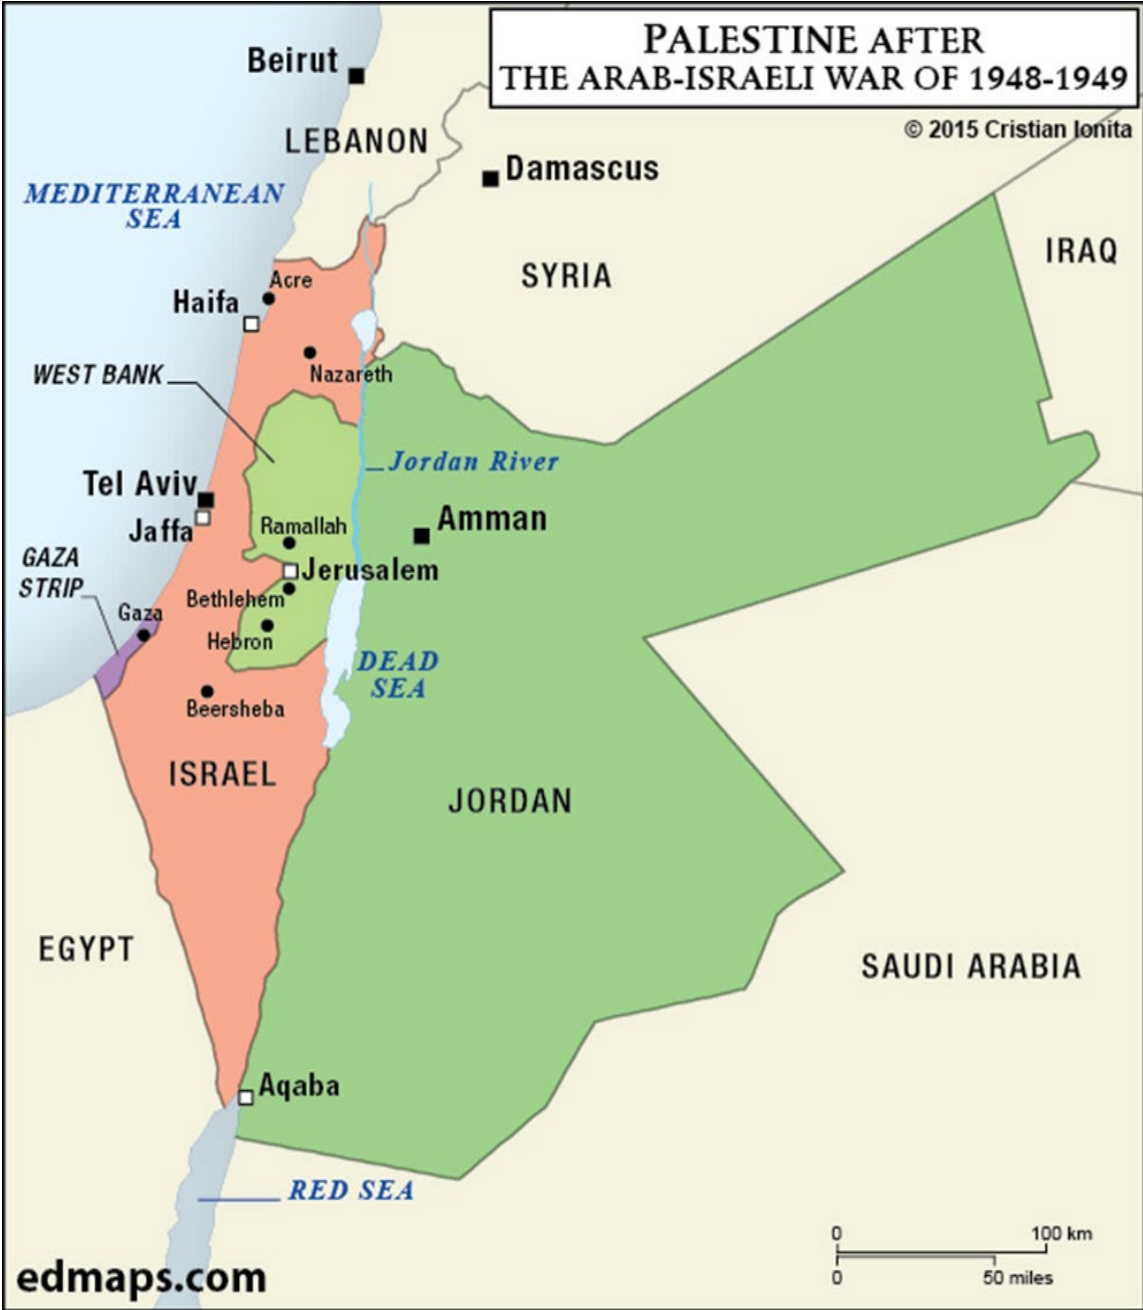 PALESTINE AFTER
THE ARAB-ISRAELI WAR OF 1948-1949
© 2015 Cristian Ionita
Beirut
LEBANON
Damascus
MEDITERRANEAN
SEA
IRAQ
SYRIA
Acre
Haifa
Nazareth
WEST BANK
Jordan River
Tel Aviv
Jaffa
Ramallah
Amman
GAZA
STRIP
Jerusalem
Bethlehem
Gaza
Hebron
DEAD
SEA
Beersheba
ISRAEL
JORDAN
EGYPT
SAUDI ARABIA
Aqaba
RED SEA
0 100 km
0 50 miles
edmaps.com